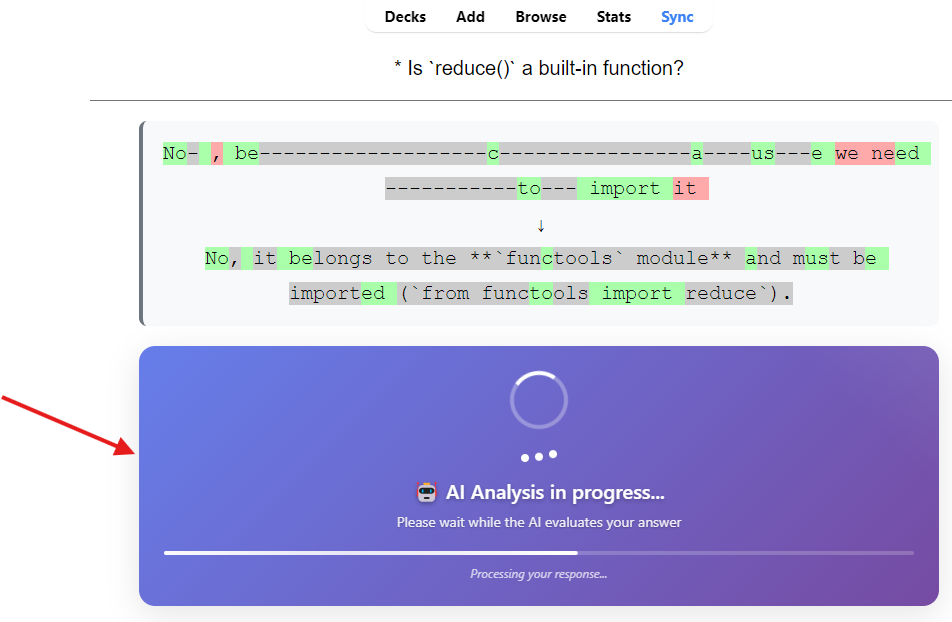 Decks Add Browse Stats Sync
* Is `reduce()` a built-in function?
No- , be-------------------c----------------a----us---e we need
-----------to--- import it
↓
No, it belongs to the **`functools` module** and must be
imported (`from functools import reduce`).
🤖 AI Analysis in progress...
Please wait while the AI evaluates your answer
Processing your response...